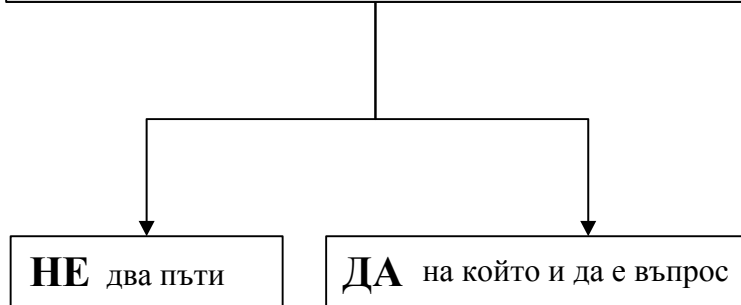 НЕ два пъти
ДА на който и да е въпрос